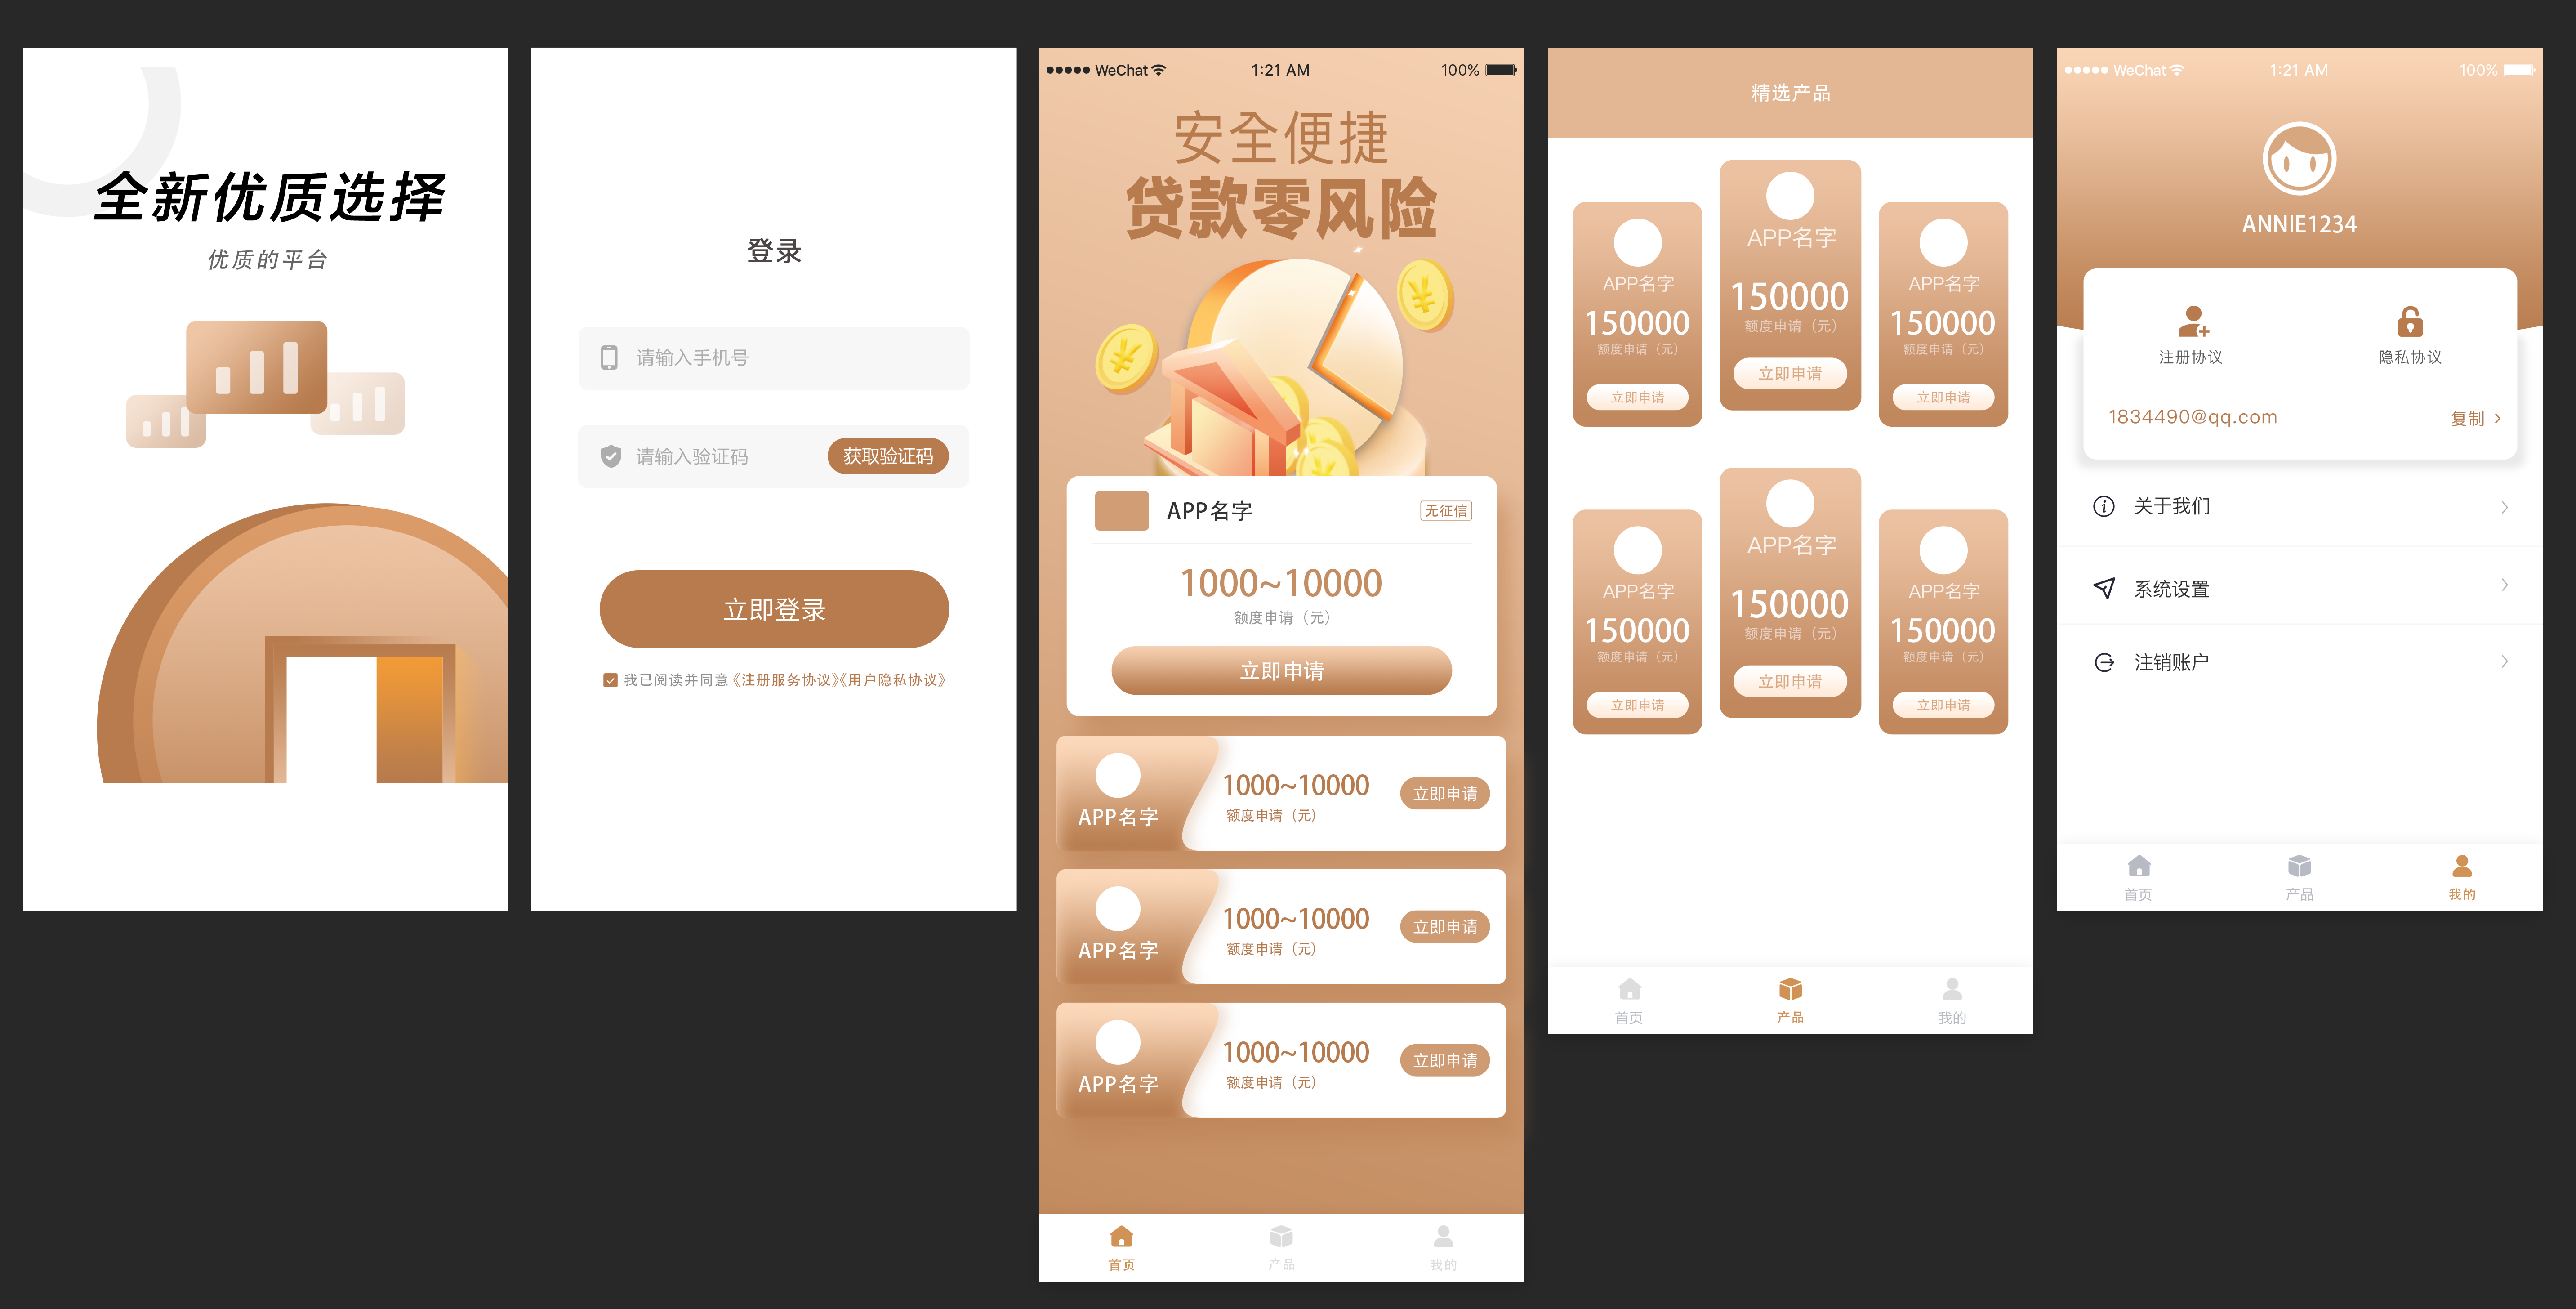 全新优质选择
优质的平台
登录
请输入手机号
请输入验证码
获取验证码
立即登录
我已阅读并同意《注册服务协议》《用户隐私协议》
WeChat
1:21 AM
100%
安全便捷
贷款零风险
APP名字
无征信
1000~10000
额度申请（元）
立即申请
APP名字
1000~10000
额度申请（元）
立即申请
APP名字
1000~10000
额度申请（元）
立即申请
APP名字
1000~10000
额度申请（元）
立即申请
首页
产品
我的
精选产品
APP名字
150000
额度申请（元）
立即申请
APP名字
150000
额度申请（元）
立即申请
APP名字
150000
额度申请（元）
立即申请
APP名字
150000
额度申请（元）
立即申请
APP名字
150000
额度申请（元）
立即申请
APP名字
150000
额度申请（元）
立即申请
首页
产品
我的
WeChat
1:21 AM
100%
ANNIE1234
注册协议
隐私协议
1834490@qq.com
复制
关于我们
系统设置
注销账户
首页
产品
我的